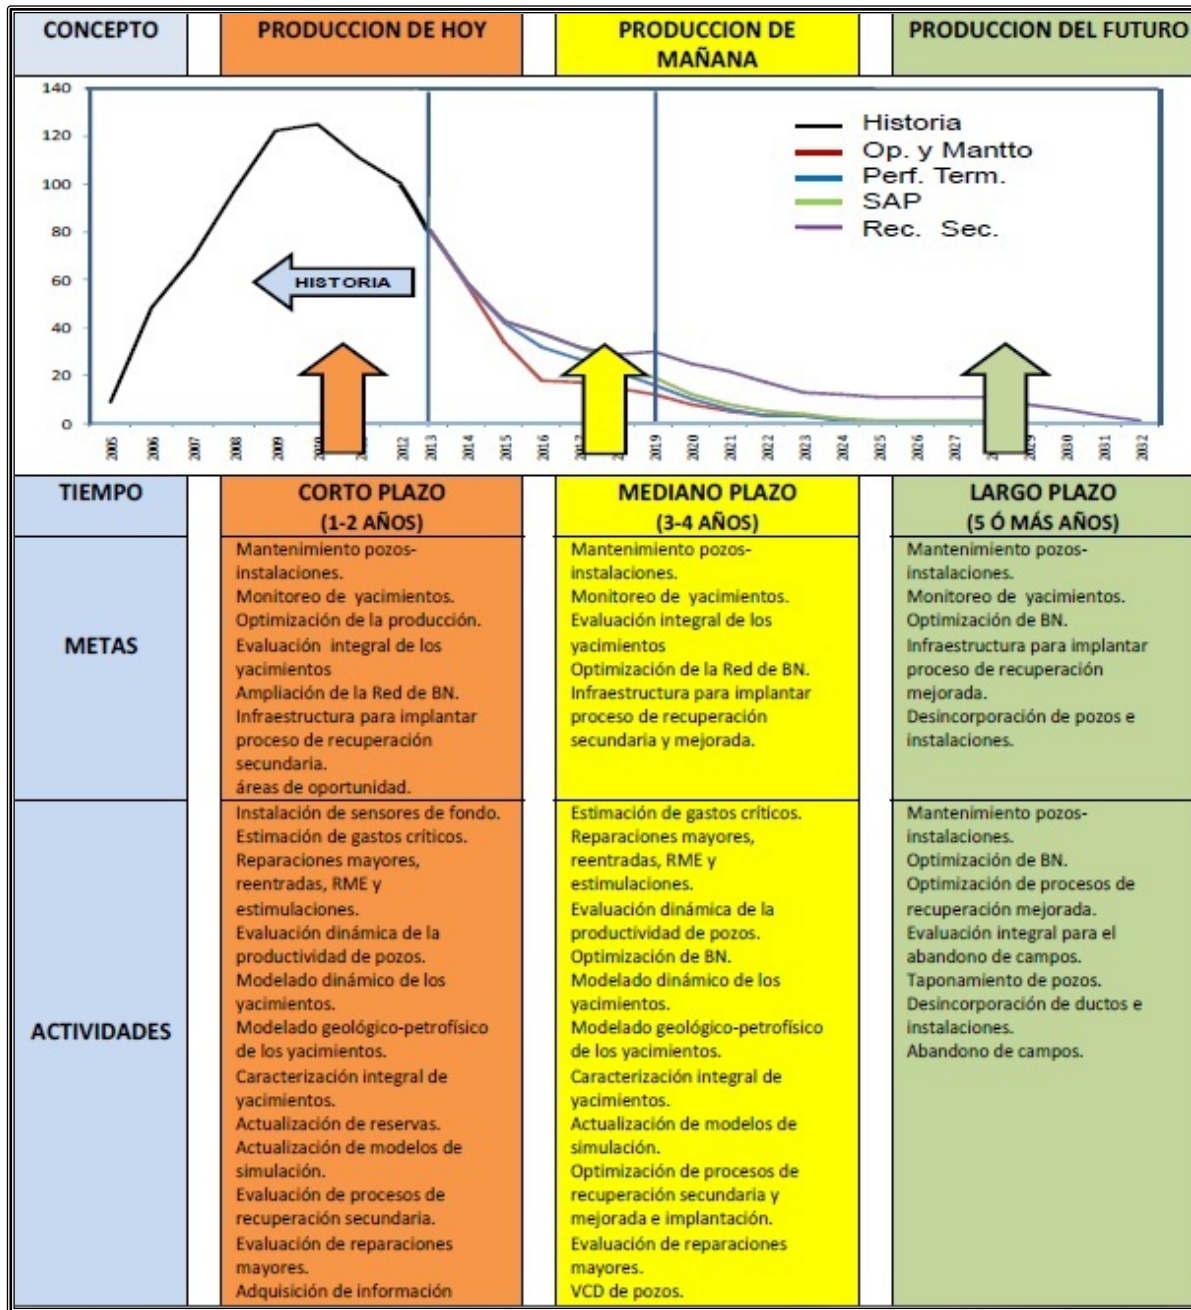 CONCEPTO
PRODUCCION DE HOY
PRODUCCION DE
MAÑANA
PRODUCCION DEL FUTURO
140
120
100
80
60
40
20
0
Historia
Op. y Mantto
Perf. Term.
SAP
Rec. Sec.
HISTORIA
2005
2006
2007
2008
2009
2010
2012
2013
2014
2015
2016
2017
2019
2020
2021
2022
2023
2024
2025
2026
2027
2029
2030
2031
2032
TIEMPO
CORTO PLAZO
(1-2 AÑOS)
MEDIANO PLAZO
(3-4 AÑOS)
LARGO PLAZO
(5 Ó MÁS AÑOS)
METAS
Mantenimiento pozos-
instalaciones.
Monitoreo de yacimientos.
Optimización de la producción.
Evaluación integral de los
yacimientos
Ampliación de la Red de BN.
Infraestructura para implantar
proceso de recuperación
secundaria.
áreas de oportunidad.
Mantenimiento pozos-
instalaciones.
Monitoreo de yacimientos.
Evaluación integral de los
yacimientos
Optimización de la Red de BN.
Infraestructura para implantar
proceso de recuperación
secundaria y mejorada.
Mantenimiento pozos-
instalaciones.
Monitoreo de yacimientos.
Optimización de BN.
Infraestructura para implantar
proceso de recuperación
mejorada.
Desincorporación de pozos e
instalaciones.
ACTIVIDADES
Instalación de sensores de fondo.
Estimación de gastos críticos.
Reparaciones mayores,
reentradas, RME y
estimulaciones.
Evaluación dinámica de la
productividad de pozos.
Modelado dinámico de los
yacimientos.
Modelado geológico-petrofísico
de los yacimientos.
Caracterización integral de
yacimientos.
Actualización de reservas.
Actualización de modelos de
simulación.
Evaluación de procesos de
recuperación secundaria.
Evaluación de reparaciones
mayores.
Adquisición de información
Estimación de gastos críticos.
Reparaciones mayores,
reentradas, RME y
estimulaciones.
Evaluación dinámica de la
productividad de pozos.
Optimización de BN.
Modelado dinámico de los
yacimientos.
Modelado geológico-petrofísico
de los yacimientos.
Caracterización integral de
yacimientos.
Actualización de modelos de
simulación.
Optimización de procesos de
recuperación secundaria y
mejorada e implantación.
Evaluación de reparaciones
mayores.
VCD de pozos.
Mantenimiento pozos-
instalaciones.
Optimización de BN.
Optimización de procesos de
recuperación mejorada.
Evaluación integral para el
abandono de campos.
Taponamiento de pozos.
Desincorporación de ductos e
instalaciones.
Abandono de campos.